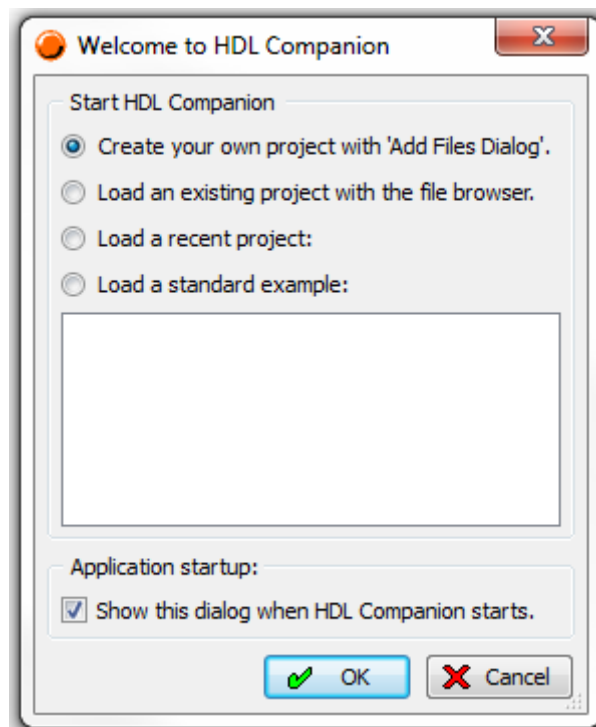 Welcome to HDL Companion
Start HDL Companion
Create your own project with 'Add Files Dialog'.
Load an existing project with the file browser.
Load a recent project:
Load a standard example:
Application startup:
Show this dialog when HDL Companion starts.
OK
Cancel